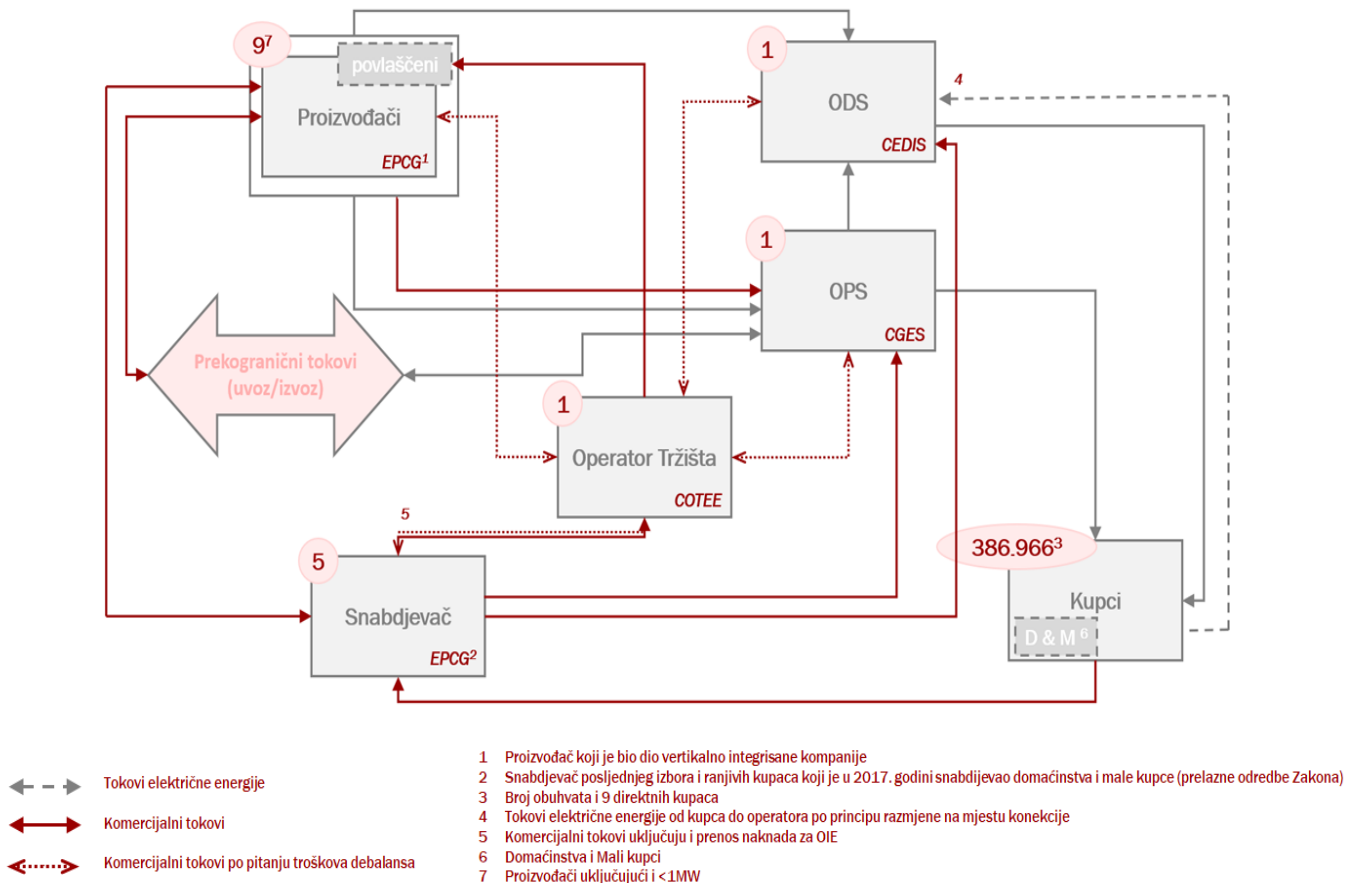 9⁷
povlaščeni
Proizvođači
EPCG¹
1
ODS
CEDIS
4
1
OPS
CGES
Prekogranični tokovi
(uvoz/izvoz)
1
Operator Tržišta
COTEE
5
5
Snabdjevač
EPCG²
386.966³
Kupci
D & M ⁶
Tokovi električne energije
Komercijalni tokovi
Komercijalni tokovi po pitanju troškova debalansa
1 Proizvođač koji je bio dio vertikalno integrisane kompanije
2 Snabdjevač posljednjeg izbora i ranjivih kupaca koji je u 2017. godini snabdijevao domaćinstva i male kupce (prelazne odredbe Zakona)
3 Broj obuhvata i 9 direktnih kupaca
4 Tokovi električne energije od kupca do operatora po principu razmjene na mjestu konekcije
5 Komercijalni tokovi uključuju i prenos naknada za OIE
6 Domaćinstva i Mali kupci
7 Proizvođači uključujući i <1MW